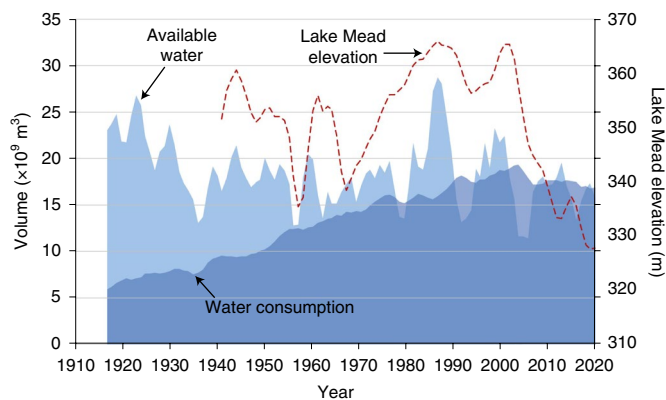 35
30
25
20
15
10
5
0
Volume (×10⁹ m³)
Available
water
Lake Mead
elevation
Water consumption
370
360
350
340
330
320
310
Lake Mead elevation (m)
1910 1920 1930 1940 1950 1960 1970 1980 1990 2000 2010 2020
Year